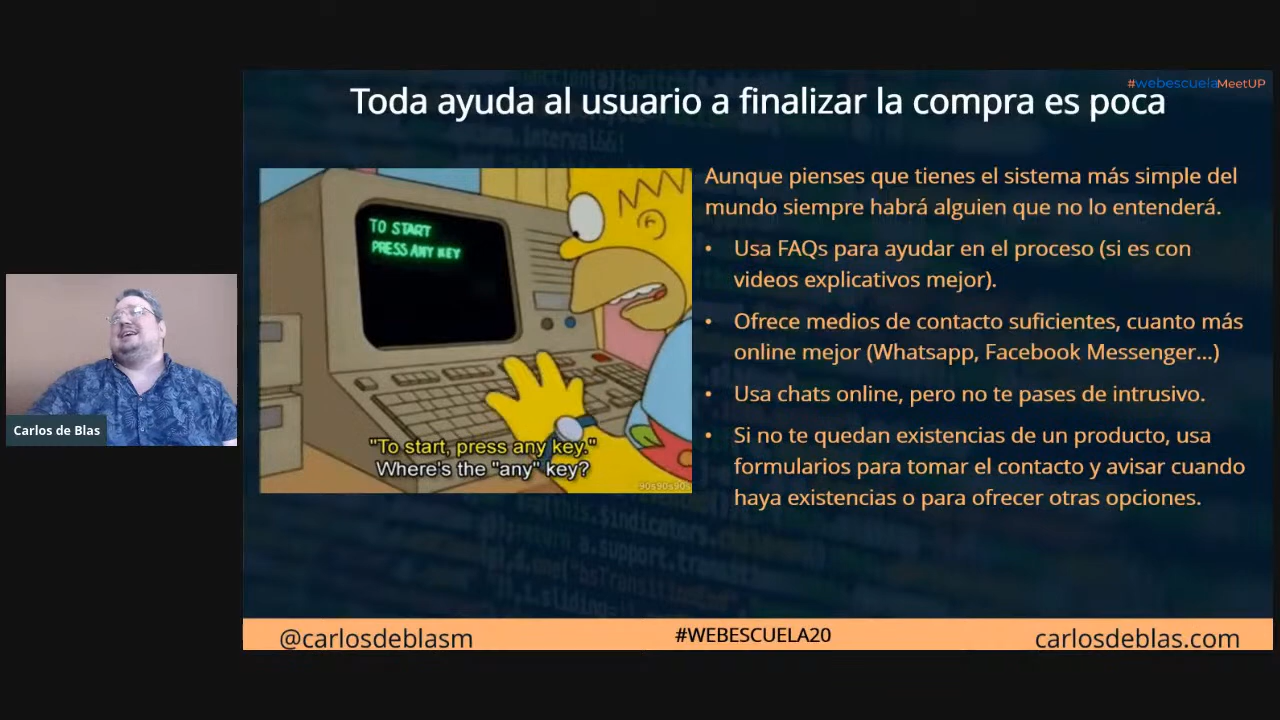 #webescuelaMeetUP
Toda ayuda al usuario a finalizar la compra es poca
TO START
PRESS ANY KEY
"To start, press any key."
Where's the "any" key?
-90s90s90s
Aunque pienses que tienes el sistema más simple del
mundo siempre habrá alguien que no lo entenderá.
• Usa FAQs para ayudar en el proceso (si es con
videos explicativos mejor).
• Ofrece medios de contacto suficientes, cuanto más
online mejor (Whatsapp, Facebook Messenger...)
• Usa chats online, pero no te pases de intrusivo.
• Si no te quedan existencias de un producto, usa
formularios para tomar el contacto y avisar cuando
haya existencias o para ofrecer otras opciones.
Carlos de Blas
@carlosdeblasm
#WEBESCUELA20
carlosdeblas.com